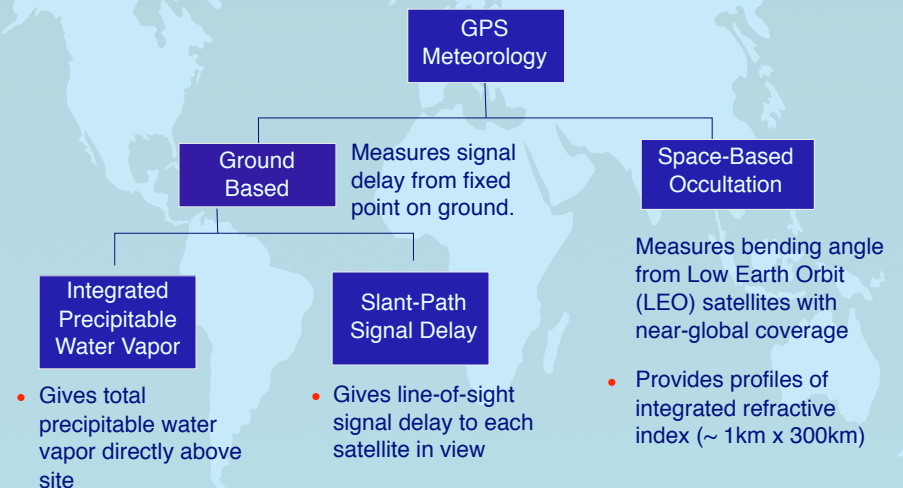 GPS
Meteorology
Ground
Based
Measures signal
delay from fixed
point on ground.
Space-Based
Occultation
Measures bending angle
from Low Earth Orbit
(LEO) satellites with
near-global coverage
Integrated
Precipitable
Water Vapor
Slant-Path
Signal Delay
• Gives total
precipitable water
vapor directly above
site
• Gives line-of-sight
signal delay to each
satellite in view
• Provides profiles of
integrated refractive
index (~ 1km x 300km)